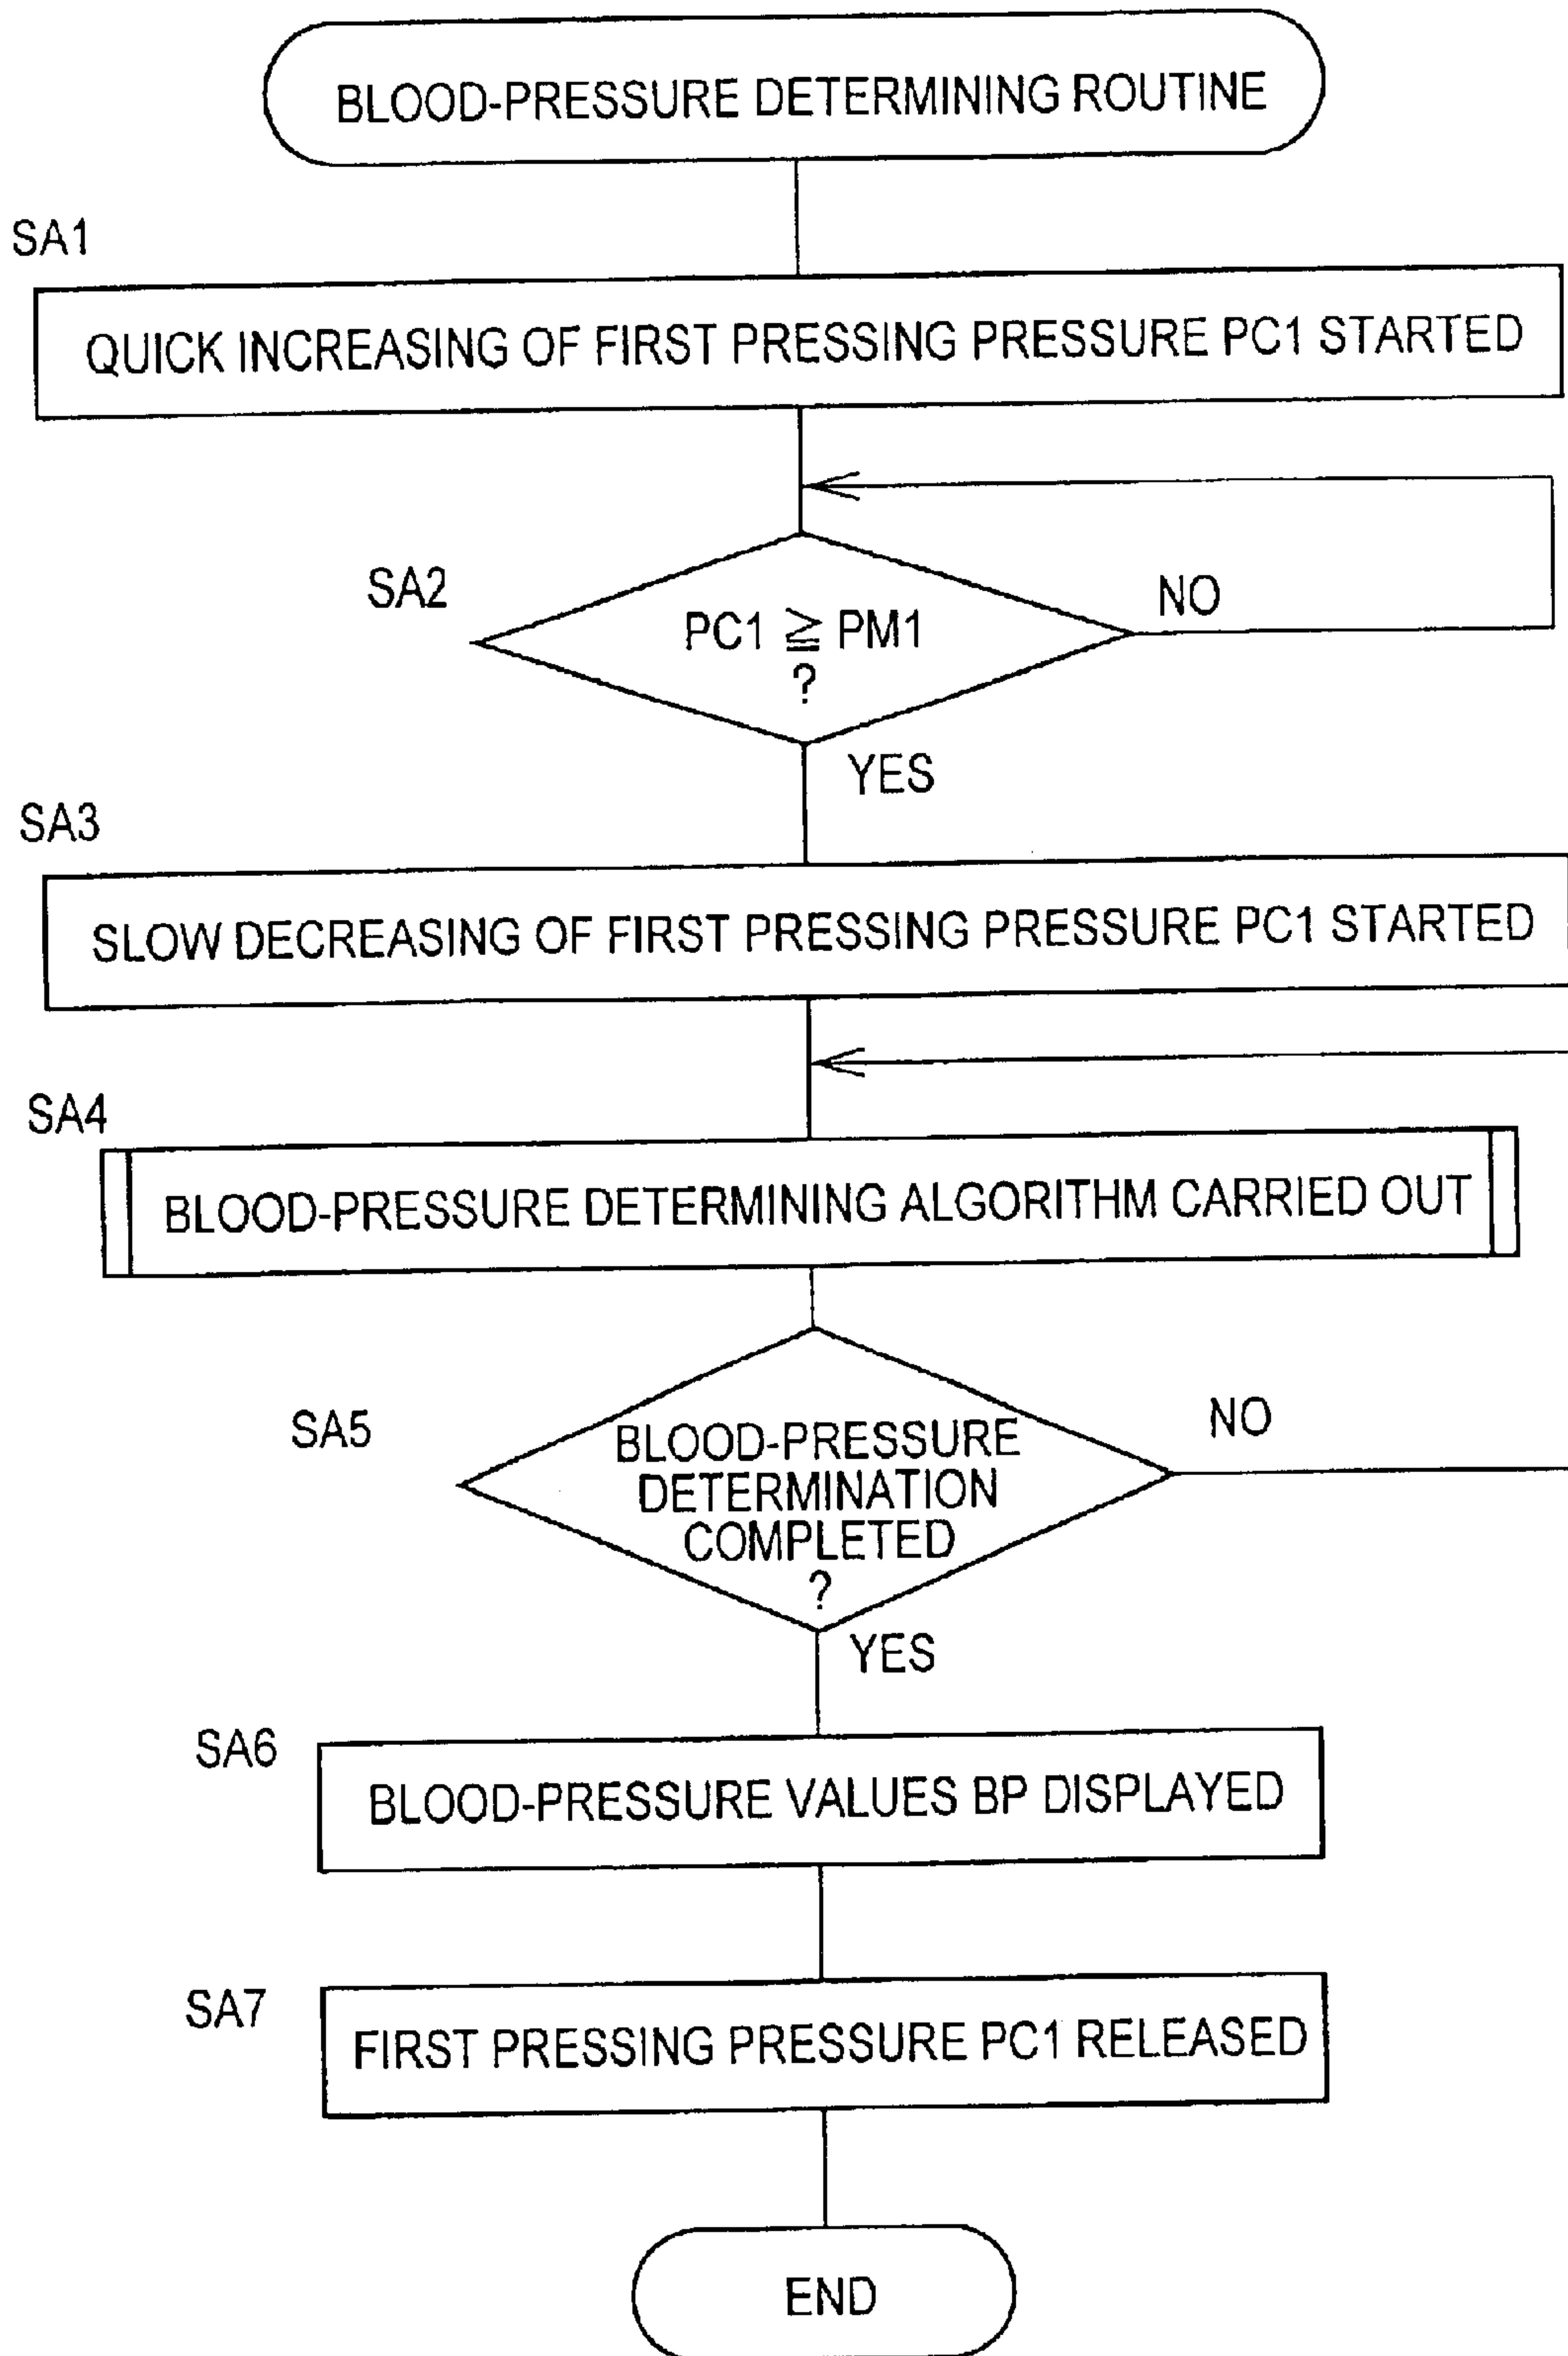 BLOOD-PRESSURE DETERMINING ROUTINE
SA1
QUICK INCREASING OF FIRST PRESSING PRESSURE PC1 STARTED
SA2
PC1 ≧ PM1
?
NO
YES
SA3
SLOW DECREASING OF FIRST PRESSING PRESSURE PC1 STARTED
SA4
BLOOD-PRESSURE DETERMINING ALGORITHM CARRIED OUT
SA5
BLOOD-PRESSURE
DETERMINATION
COMPLETED
?
NO
YES
SA6
BLOOD-PRESSURE VALUES BP DISPLAYED
SA7
FIRST PRESSING PRESSURE PC1 RELEASED
END